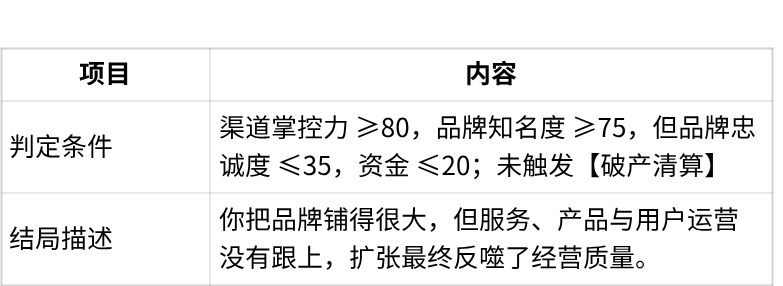 项目
内容
判定条件
渠道掌控力 ≥80，品牌知名度 ≥75，但品牌忠
诚度 ≤35，资金 ≤20；未触发【破产清算】
结局描述
你把品牌铺得很大，但服务、产品与用户运营
没有跟上，扩张最终反噬了经营质量。